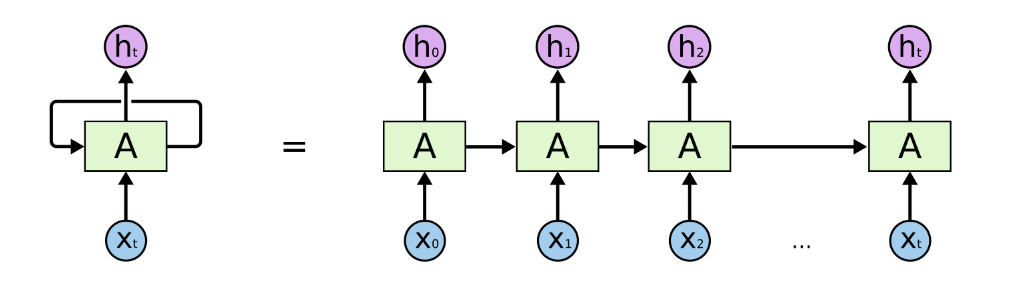 ht h0 h1 h2 ht
A = A A A A
xt x0 x1 x2 ... xt